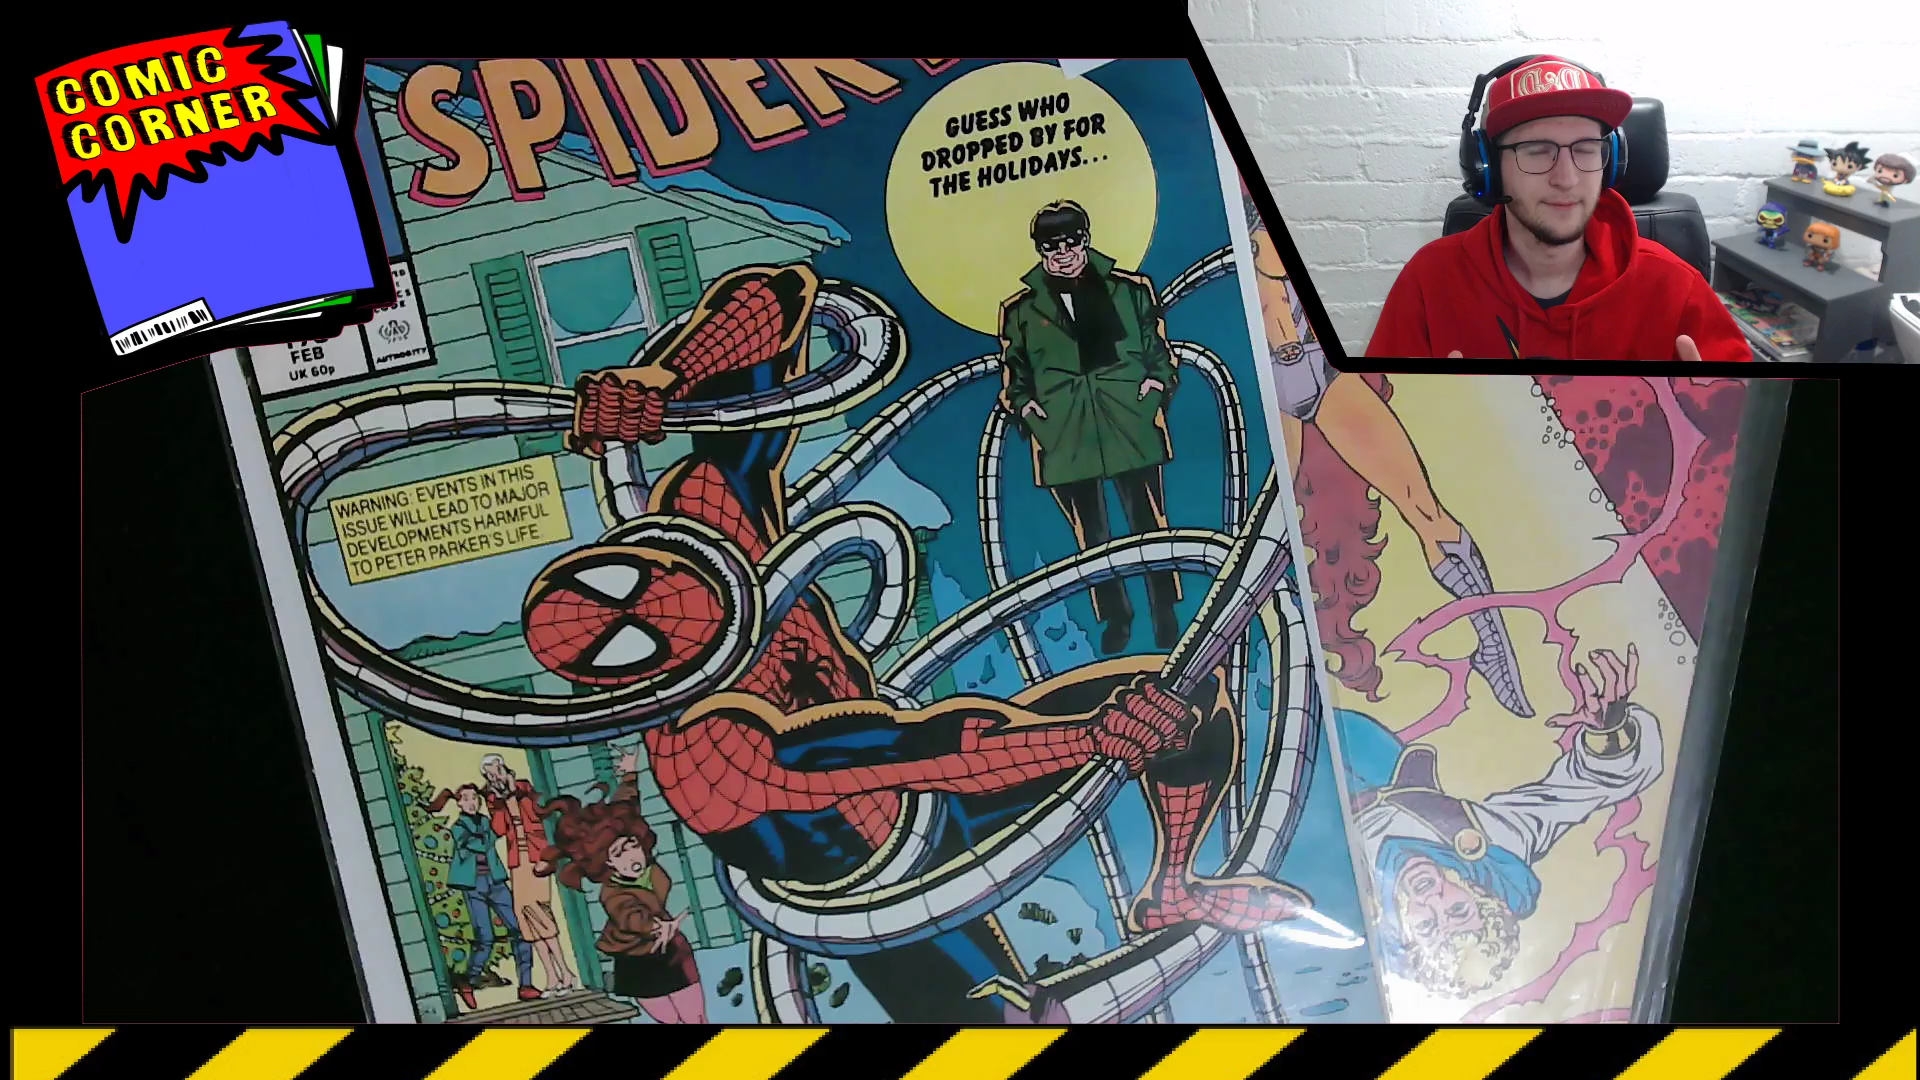 COMIC
CORNER
SPIDER
GUESS WHO
DROPPED BY FOR
THE HOLIDAYS...
FEB
UK 60p
AUTHORITY
WARNING: EVENTS IN THIS
ISSUE WILL LEAD TO MAJOR
DEVELOPMENTS HARMFUL
TO PETER PARKER'S LIFE.